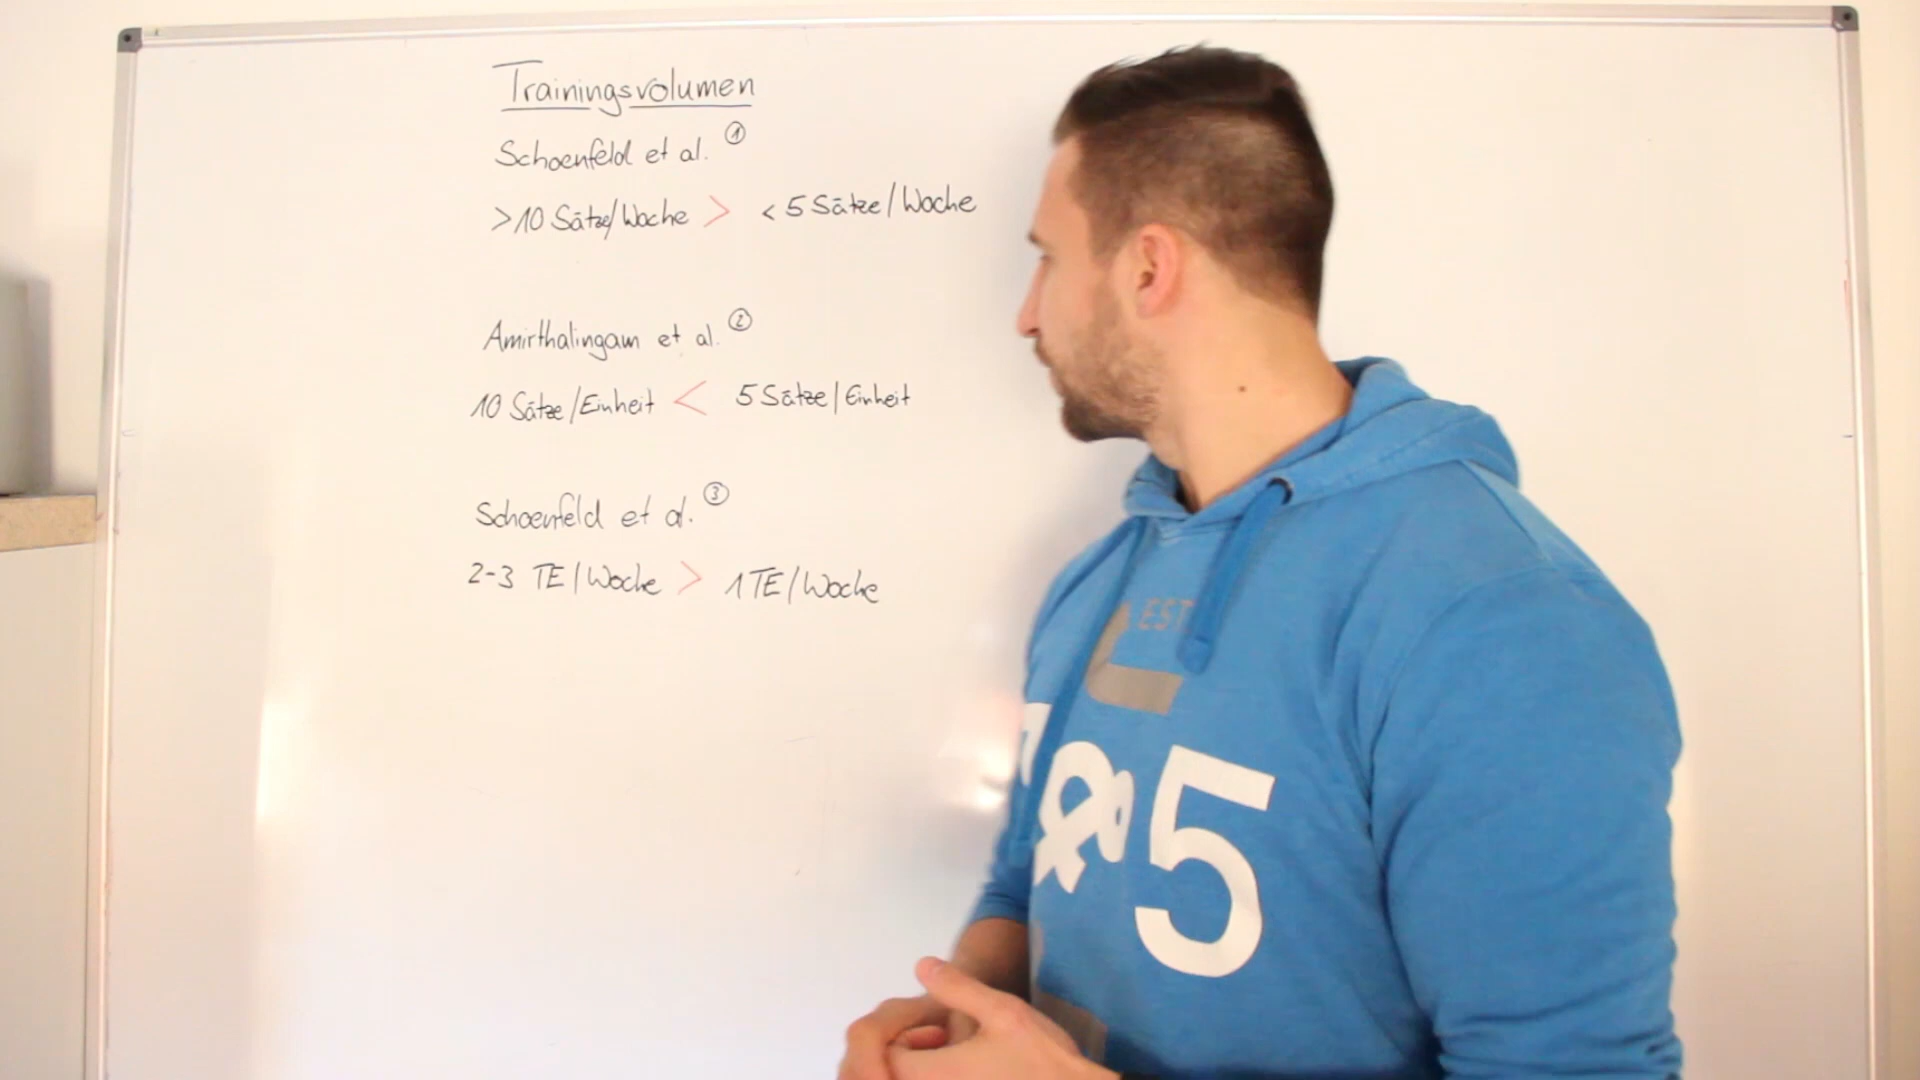 Trainingsvolumen
Schoenfeld et al. ①
>10 Sätze/Woche > < 5 Sätze/Woche
Amirthalingam et al. ②
10 Sätze/Einheit < 5 Sätze/Einheit
Schoenfeld et al. ③
2-3 TE/Woche > 1 TE/Woche
EST
5